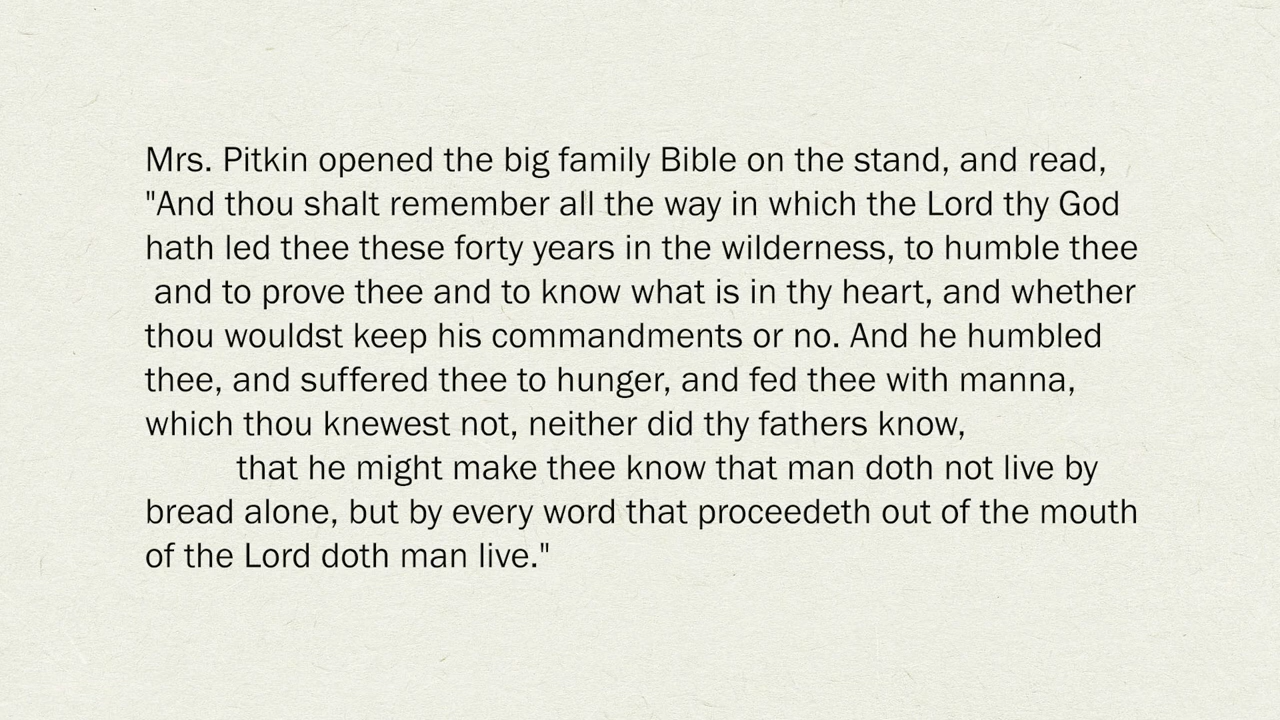 Mrs. Pitkin opened the big family Bible on the stand, and read,
"And thou shalt remember all the way in which the Lord thy God
hath led thee these forty years in the wilderness, to humble thee
and to prove thee and to know what is in thy heart, and whether
thou wouldst keep his commandments or no. And he humbled
thee, and suffered thee to hunger, and fed thee with manna,
which thou knewest not, neither did thy fathers know,
that he might make thee know that man doth not live by
bread alone, but by every word that proceedeth out of the mouth
of the Lord doth man live."